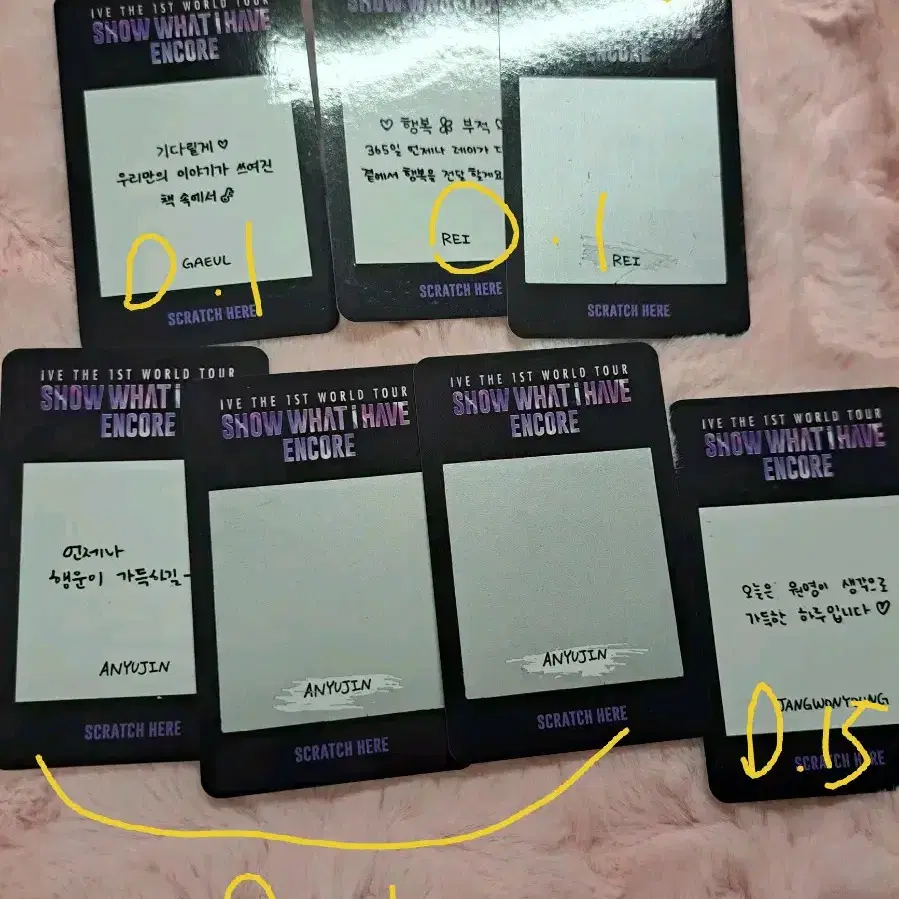 IVE THE 1ST WORLD TOUR
SHOW WHAT i HAVE
ENCORE
기다릴게 ♡
우리만의 이야기가 쓰여진
책 속에서
GAEUL
SCRATCH HERE
0.1
SHOW WHAT i HAVE
♡ 행복 부적 ♡
365일 언제나 레이가
곁에서 행복을 전달 할게요
REI
SCRATCH HERE
ENCORE
REI
SCRATCH HERE
0.1
IVE THE 1ST WORLD TOUR
SHOW WHAT i
ENCORE
언제나
행운이 가득하길-
ANYUJIN
SCRATCH HERE
IVE THE 1ST WORLD TOUR
SHOW WHAT i HAVE
ENCORE
ANYUJIN
SCRATCH HERE
IVE THE 1ST WORLD TOUR
SHOW WHAT i HAVE
ENCORE
ANYUJIN
SCRATCH HERE
IVE THE 1ST WORLD TOUR
SHOW WHAT i HAVE
ENCORE
오늘은 원영이 생각으로
가득한 하루입니다 ♡
JANGWONYOUNG
SCRATCH HERE
0.15